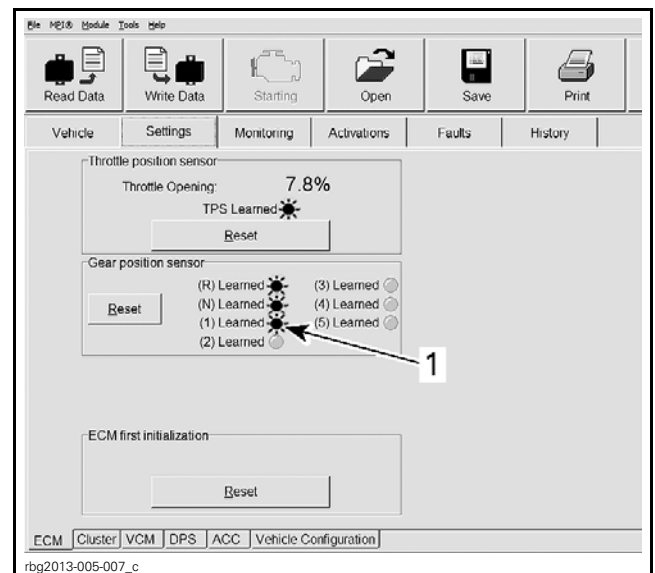 File MPI® Module Tools Help
Read Data Write Data Starting Open Save Print
Vehicle Settings Monitoring Activations Faults History
Throttle position sensor
Throttle Opening: 7.8%
TPS Learned
Reset
Gear position sensor
(R) Learned (3) Learned
Reset (N) Learned (4) Learned
(1) Learned (5) Learned
(2) Learned
1
ECM first initialization
Reset
ECM Cluster VCM DPS ACC Vehicle Configuration
rbg2013-005-007_c